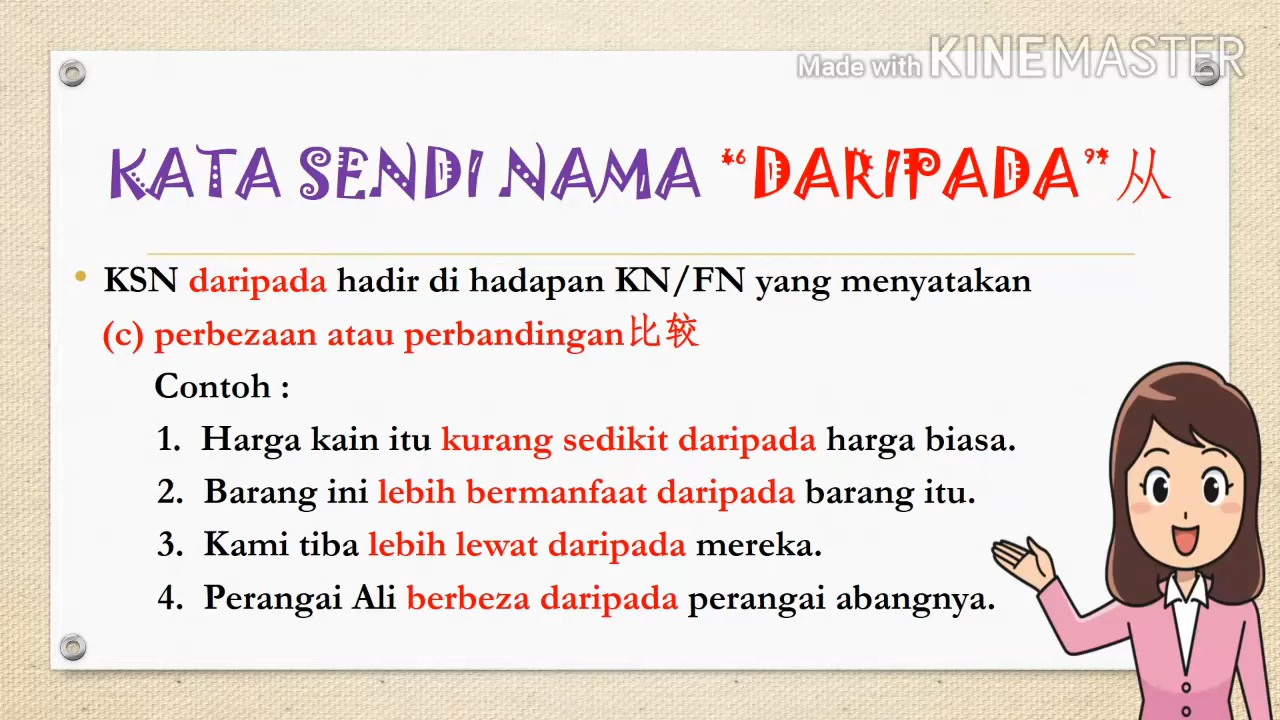 Made with KINEMASTER
KATA SENDI NAMA “DARIPADA” 从
• KSN daripada hadir di hadapan KN/FN yang menyatakan
(c) perbezaan atau perbandingan比较
Contoh :
1. Harga kain itu kurang sedikit daripada harga biasa.
2. Barang ini lebih bermanfaat daripada barang itu.
3. Kami tiba lebih lewat daripada mereka.
4. Perangai Ali berbeza daripada perangai abangnya.